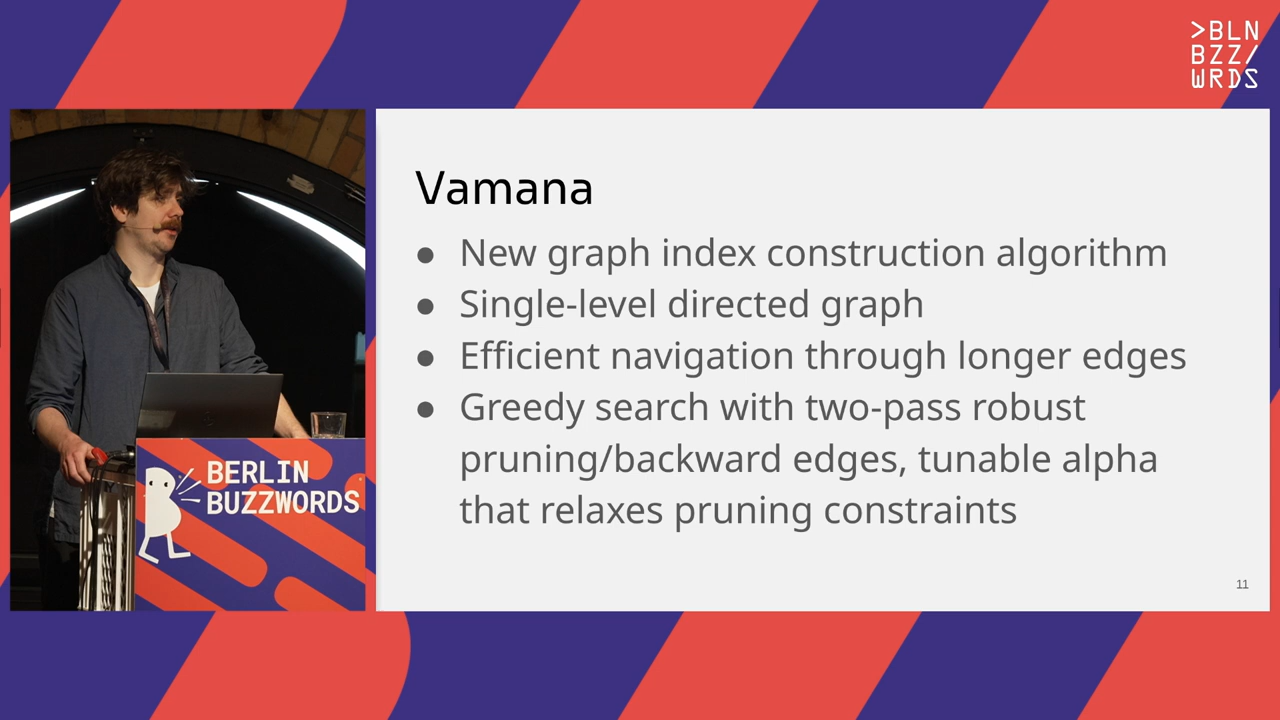 >BLN
BZZ/
WRDS
Vamana
● New graph index construction algorithm
● Single-level directed graph
● Efficient navigation through longer edges
● Greedy search with two-pass robust
pruning/backward edges, tunable alpha
that relaxes pruning constraints
11
BERLIN
BUZZWORDS